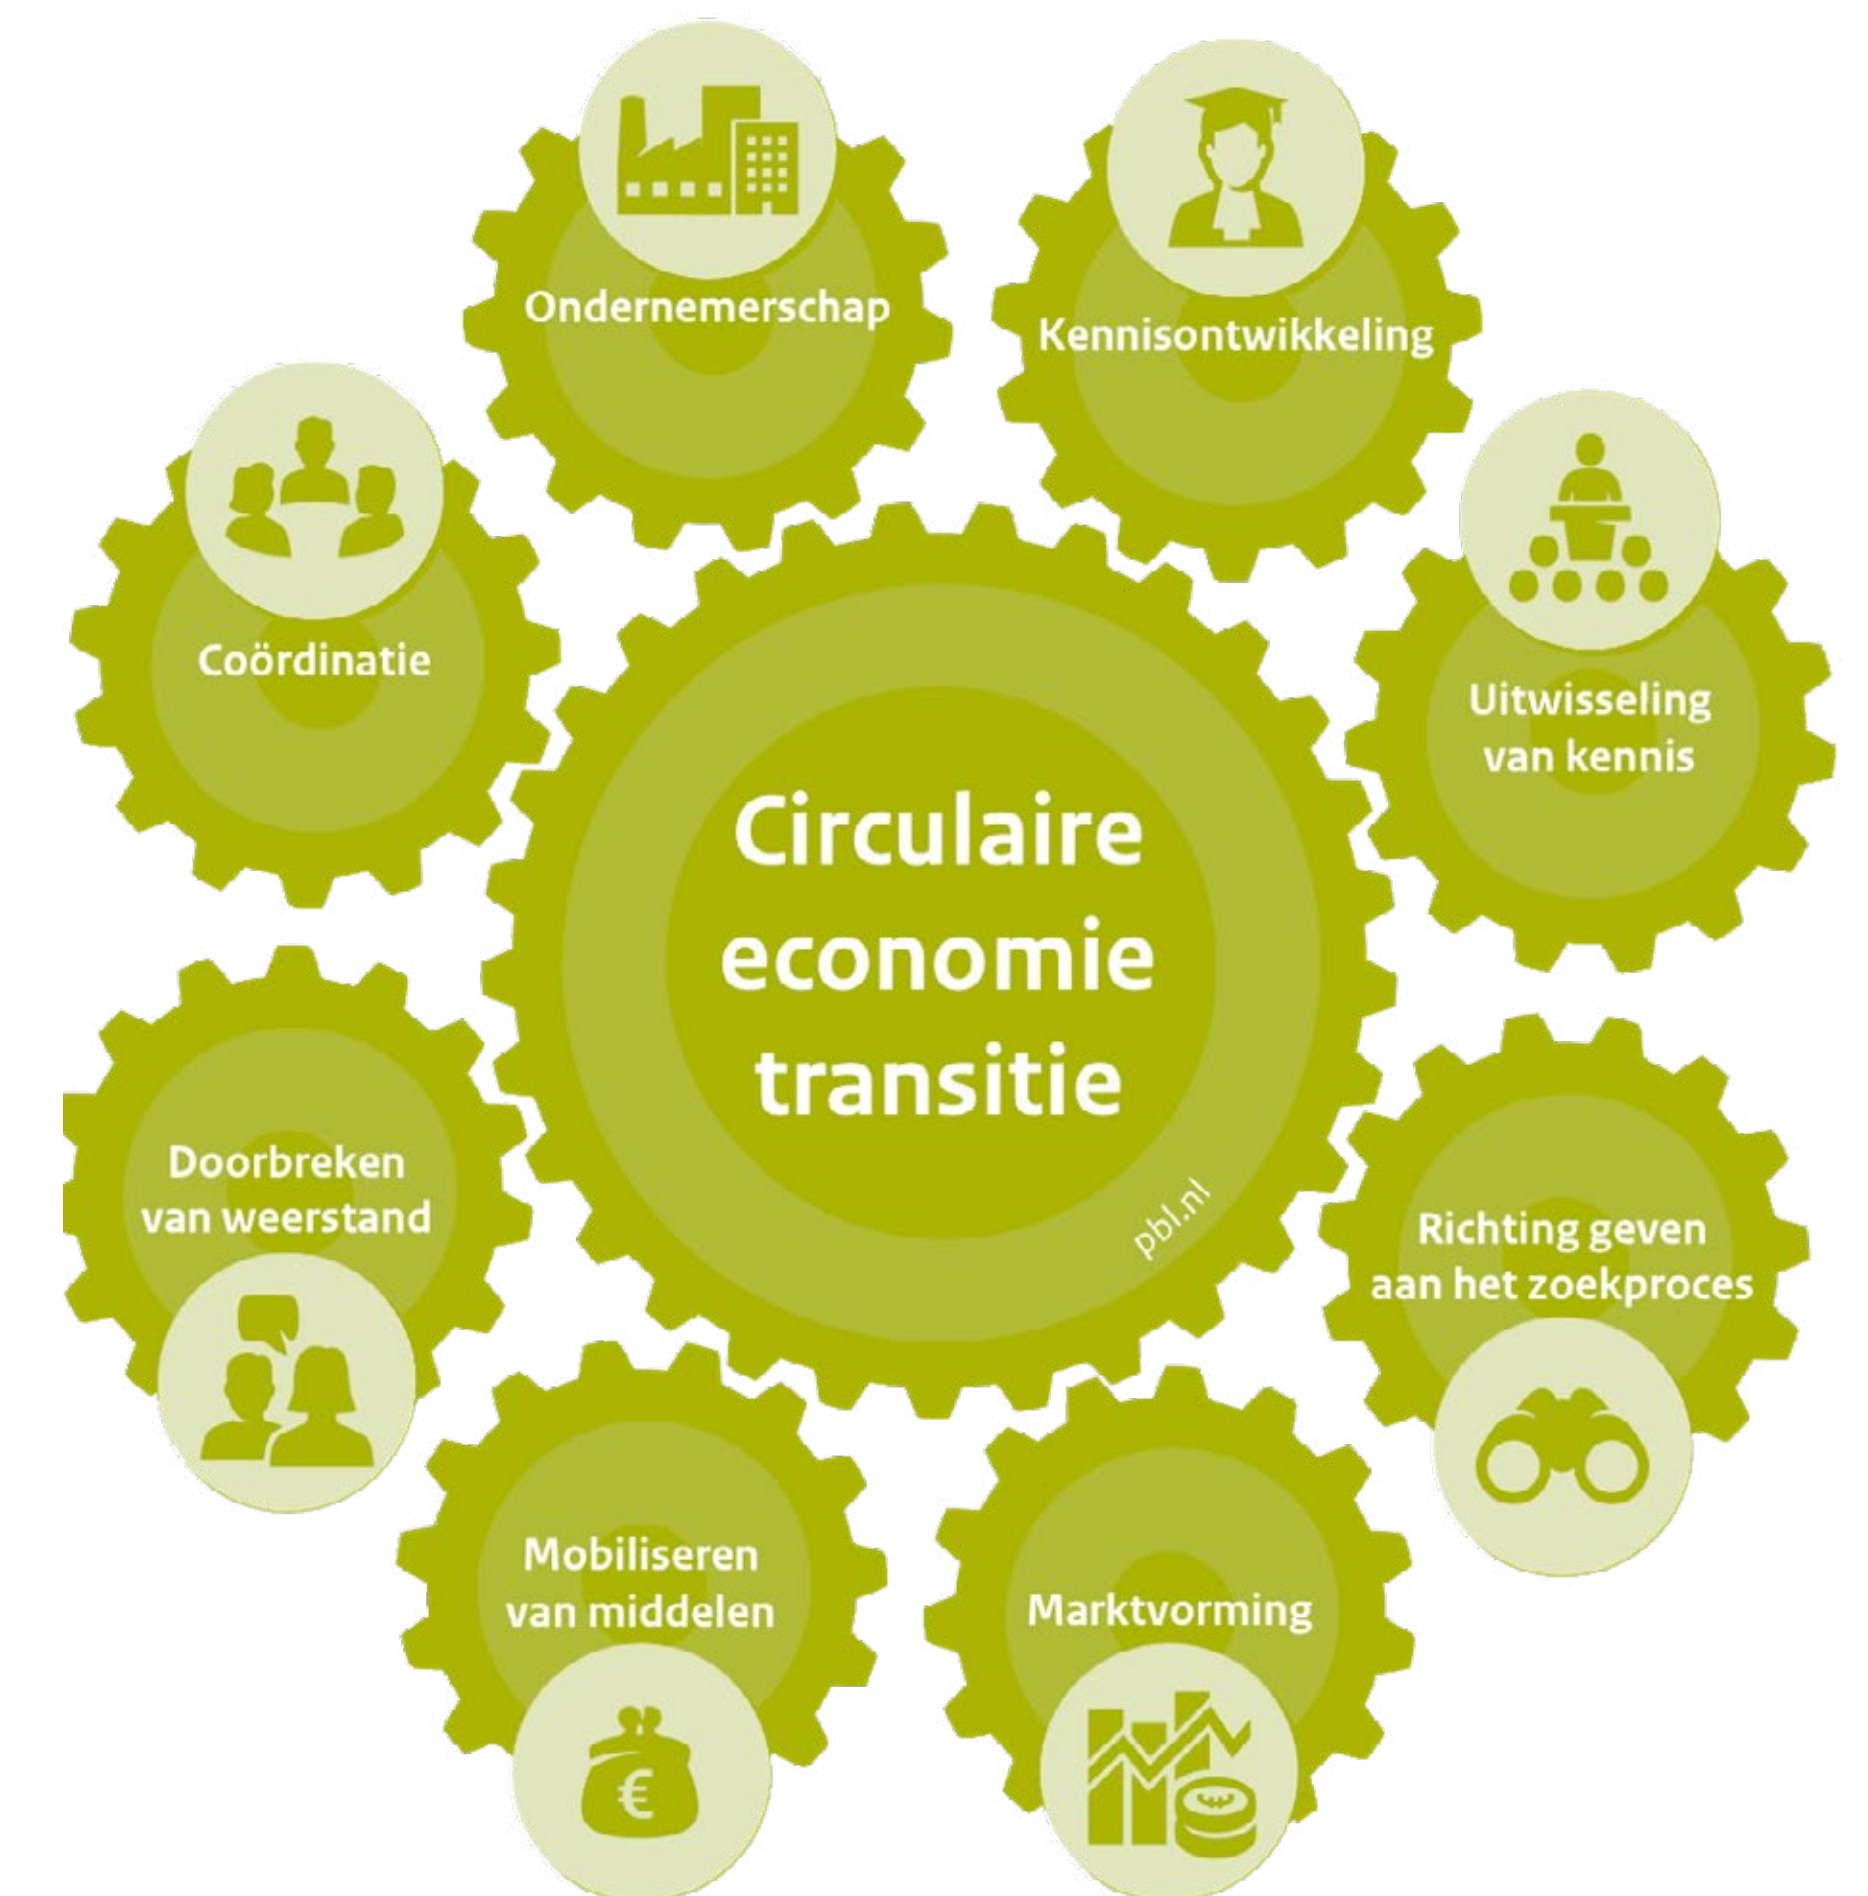 Ondernemerschap
Kennisontwikkeling
Coördinatie
Uitwisseling
van kennis
Circulaire
economie
transitie
pbl.nl
Doorbreken
van weerstand
Richting geven
aan het zoekproces
Mobiliseren
van middelen
€
Marktvorming